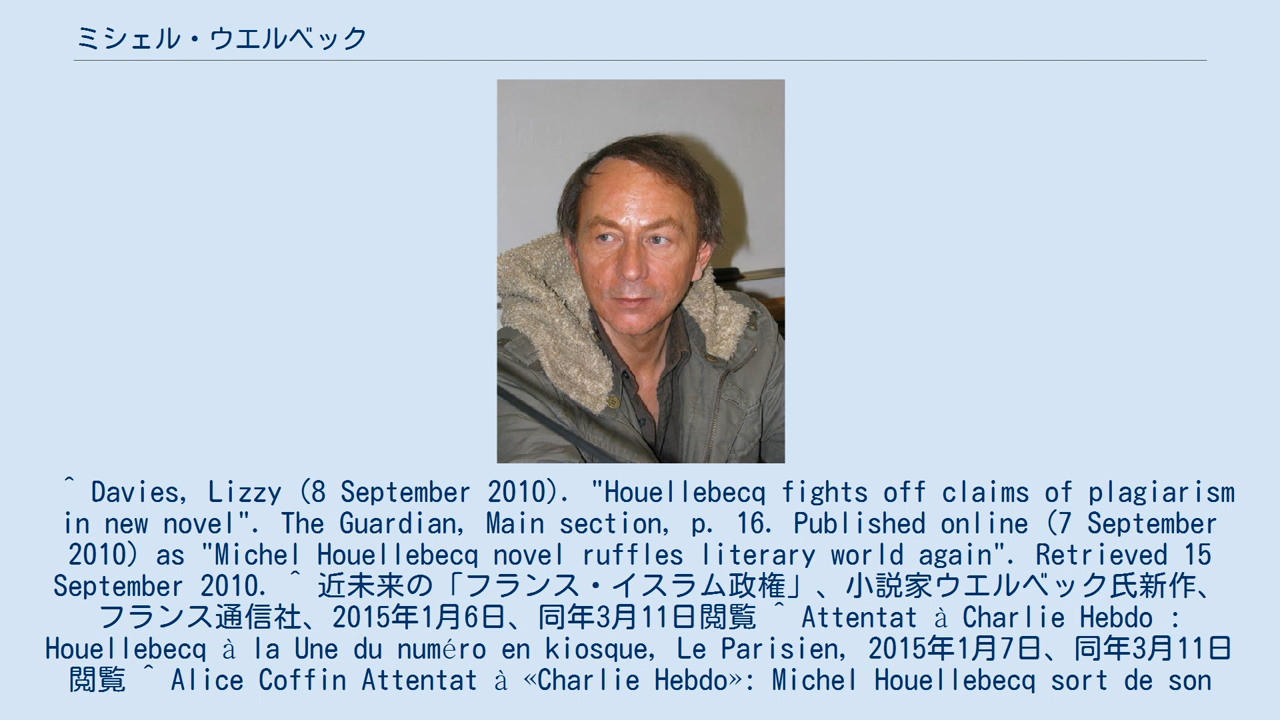 ミシェル・ウエルベック
^ Davies, Lizzy (8 September 2010). "Houellebecq fights off claims of plagiarism
in new novel". The Guardian, Main section, p. 16. Published online (7 September
2010) as "Michel Houellebecq novel ruffles literary world again". Retrieved 15
September 2010. ^ 近未来の「フランス・イスラム政権」、小説家ウエルベック氏新作、
フランス通信社、2015年1月6日、同年3月11日閲覧 ^ Attentat à Charlie Hebdo :
Houellebecq à la Une du numéro en kiosque, Le Parisien, 2015年1月7日、同年3月11日
閲覧 ^ Alice Coffin Attentat à «Charlie Hebdo»: Michel Houellebecq sort de son